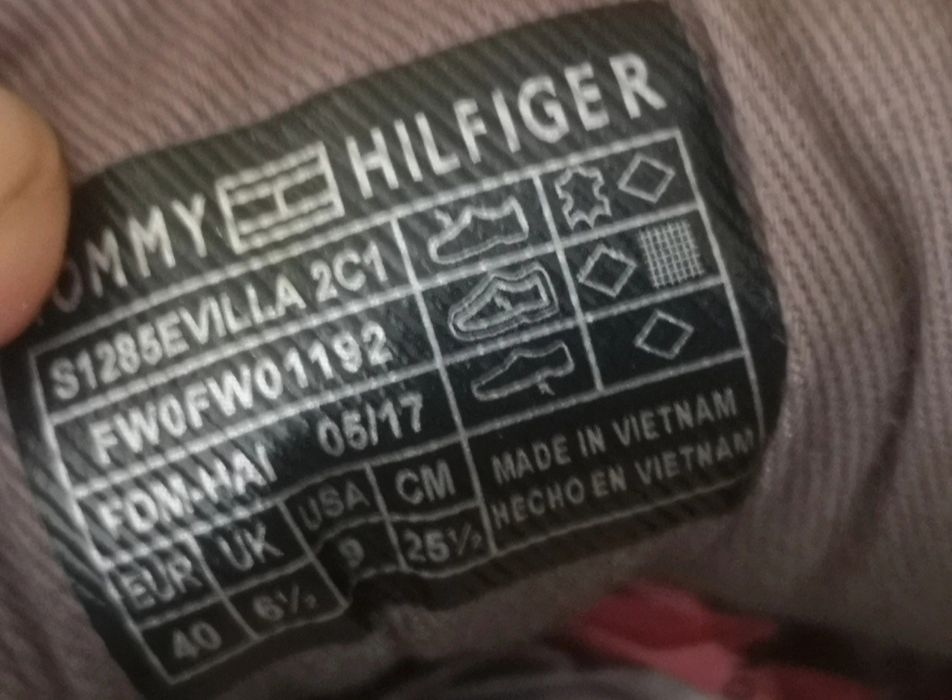 TOMMY HILFIGER
S1285EVILLA 2C1
FW0FW01192
FDM-HAI 05/17
EUR UK USA CM
40 6½ 9 25½
MADE IN VIETNAM
HECHO EN VIETNAM